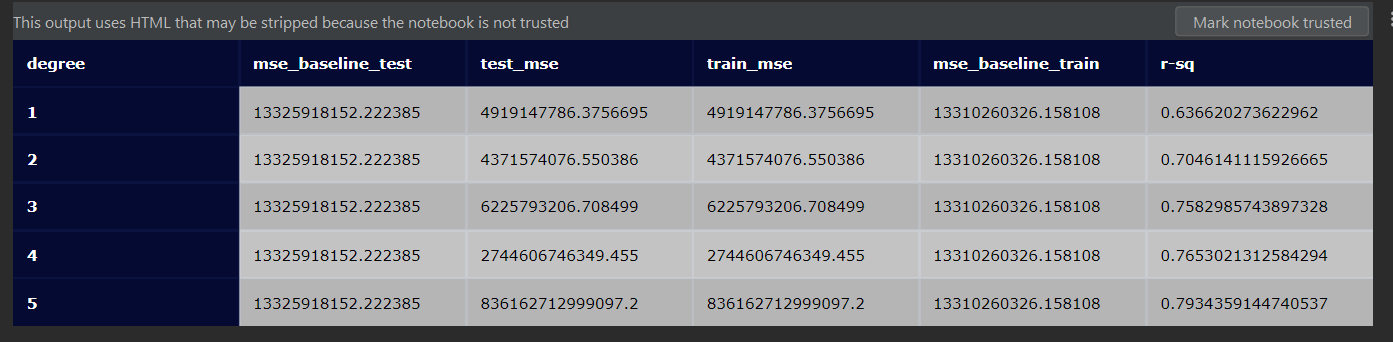 This output uses HTML that may be stripped because the notebook is not trusted Mark notebook trusted
degree mse_baseline_test test_mse train_mse mse_baseline_train r-sq
1 13325918152.222385 4919147786.3756695 4919147786.3756695 13310260326.158108 0.636620273622962
2 13325918152.222385 4371574076.550386 4371574076.550386 13310260326.158108 0.7046141115926665
3 13325918152.222385 6225793206.708499 6225793206.708499 13310260326.158108 0.7582985743897328
4 13325918152.222385 2744606746349.455 2744606746349.455 13310260326.158108 0.7653021312584294
5 13325918152.222385 836162712999097.2 836162712999097.2 13310260326.158108 0.7934359144740537